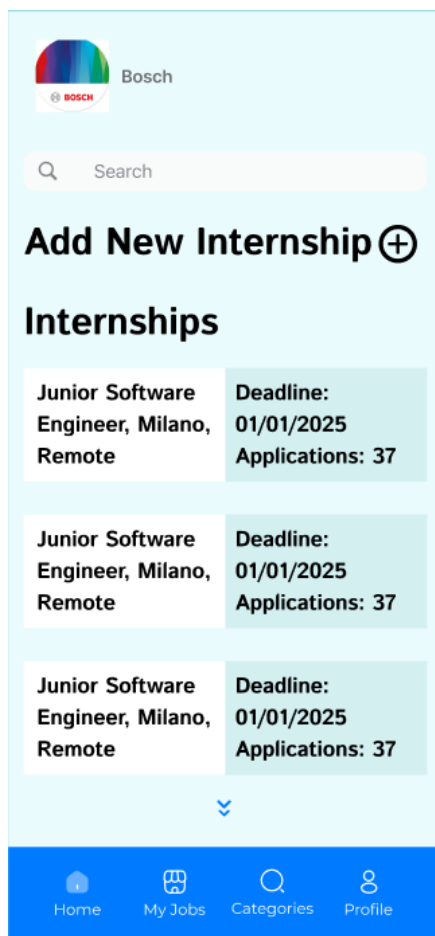 BOSCH
Bosch
Search
Add New Internship
Internships
Junior Software
Engineer, Milano,
Remote
Deadline:
01/01/2025
Applications: 37
Junior Software
Engineer, Milano,
Remote
Deadline:
01/01/2025
Applications: 37
Junior Software
Engineer, Milano,
Remote
Deadline:
01/01/2025
Applications: 37
Home
My Jobs
Categories
Profile